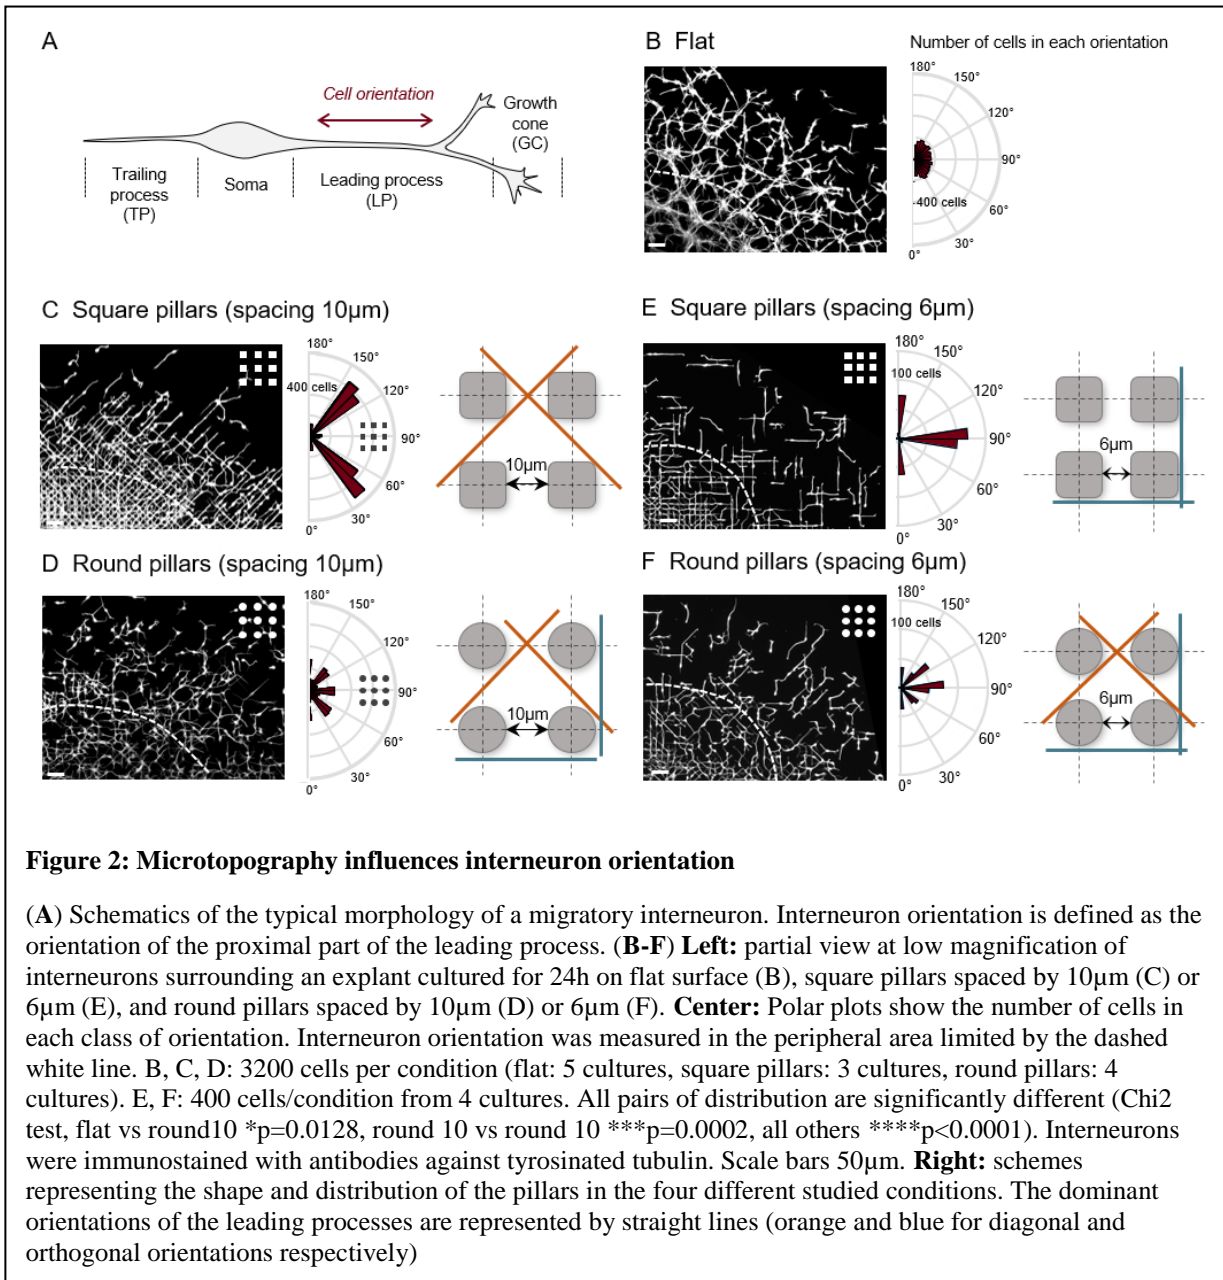 A
Cell orientation
Growth
cone
(GC)
Trailing
process
(TP)
Soma
Leading process
(LP)
B Flat
Number of cells in each orientation
180°
150°
120°
90°
60°
30°
0°
400 cells
C Square pillars (spacing 10µm)
180°
150°
400 cells
120°
90°
60°
30°
0°
10µm
E Square pillars (spacing 6µm)
180°
150°
100 cells
120°
90°
60°
30°
0°
6µm
D Round pillars (spacing 10µm)
180°
150°
120°
90°
60°
30°
0°
10µm
F Round pillars (spacing 6µm)
180°
150°
100 cells
120°
90°
60°
30°
0°
6µm
Figure 2: Microtopography influences interneuron orientation
(A) Schematics of the typical morphology of a migratory interneuron. Interneuron orientation is defined as the
orientation of the proximal part of the leading process. (B-F) Left: partial view at low magnification of
interneurons surrounding an explant cultured for 24h on flat surface (B), square pillars spaced by 10µm (C) or
6µm (E), and round pillars spaced by 10µm (D) or 6µm (F). Center: Polar plots show the number of cells in
each class of orientation. Interneuron orientation was measured in the peripheral area limited by the dashed
white line. B, C, D: 3200 cells per condition (flat: 5 cultures, square pillars: 3 cultures, round pillars: 4
cultures). E, F: 400 cells/condition from 4 cultures. All pairs of distribution are significantly different (Chi2
test, flat vs round10 *p=0.0128, round 10 vs round 10 ***p=0.0002, all others ****p<0.0001). Interneurons
were immunostained with antibodies against tyrosinated tubulin. Scale bars 50µm. Right: schemes
representing the shape and distribution of the pillars in the four different studied conditions. The dominant
orientations of the leading processes are represented by straight lines (orange and blue for diagonal and
orthogonal orientations respectively)